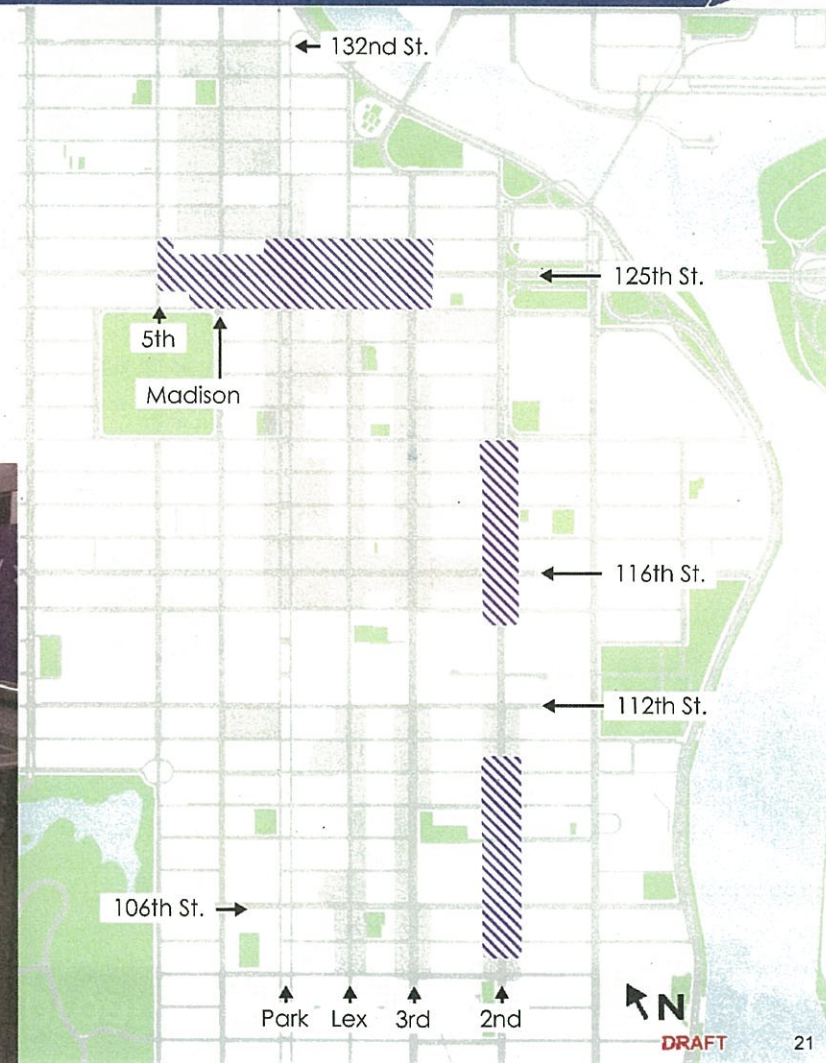 132nd St.
125th St.
5th
Madison
116th St.
112th St.
106th St.
Park Lex 3rd 2nd
N
DRAFT 21